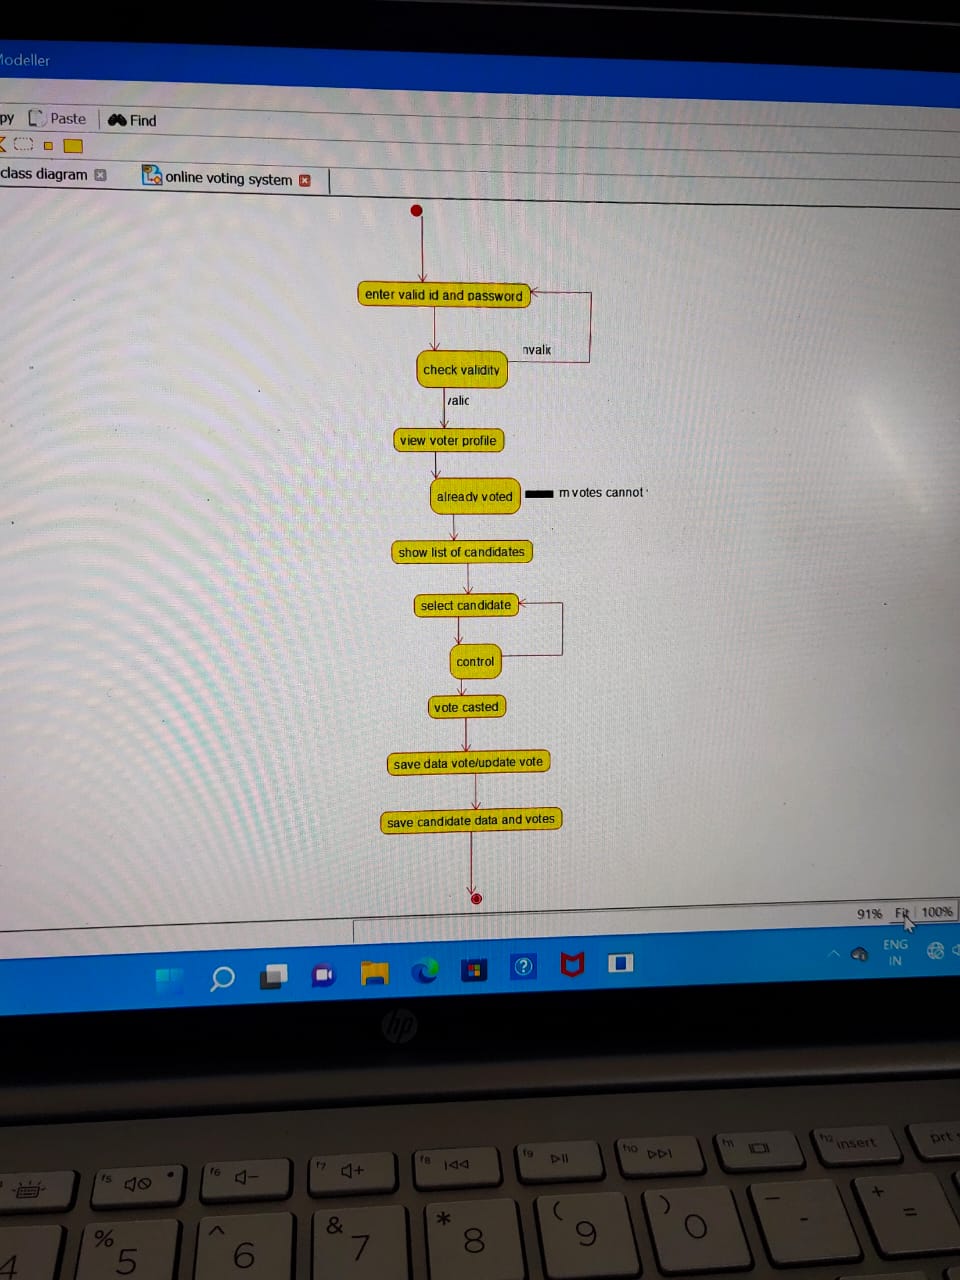 Modeller
py Paste Find
class diagram online voting system
enter valid id and password
nvalic
check validity
valic
view voter profile
already voted m votes cannot
show list of candidates
select candidate
control
vote casted
save data vote/update vote
save candidate data and votes
91% Fit 100%
ENG
IN
hp
f5 f6 f7 f8 f9 f10 f11 f12 insert prt
4 % 5 ^ 6 & 7 * 8 ( 9 ) 0 _ - + =